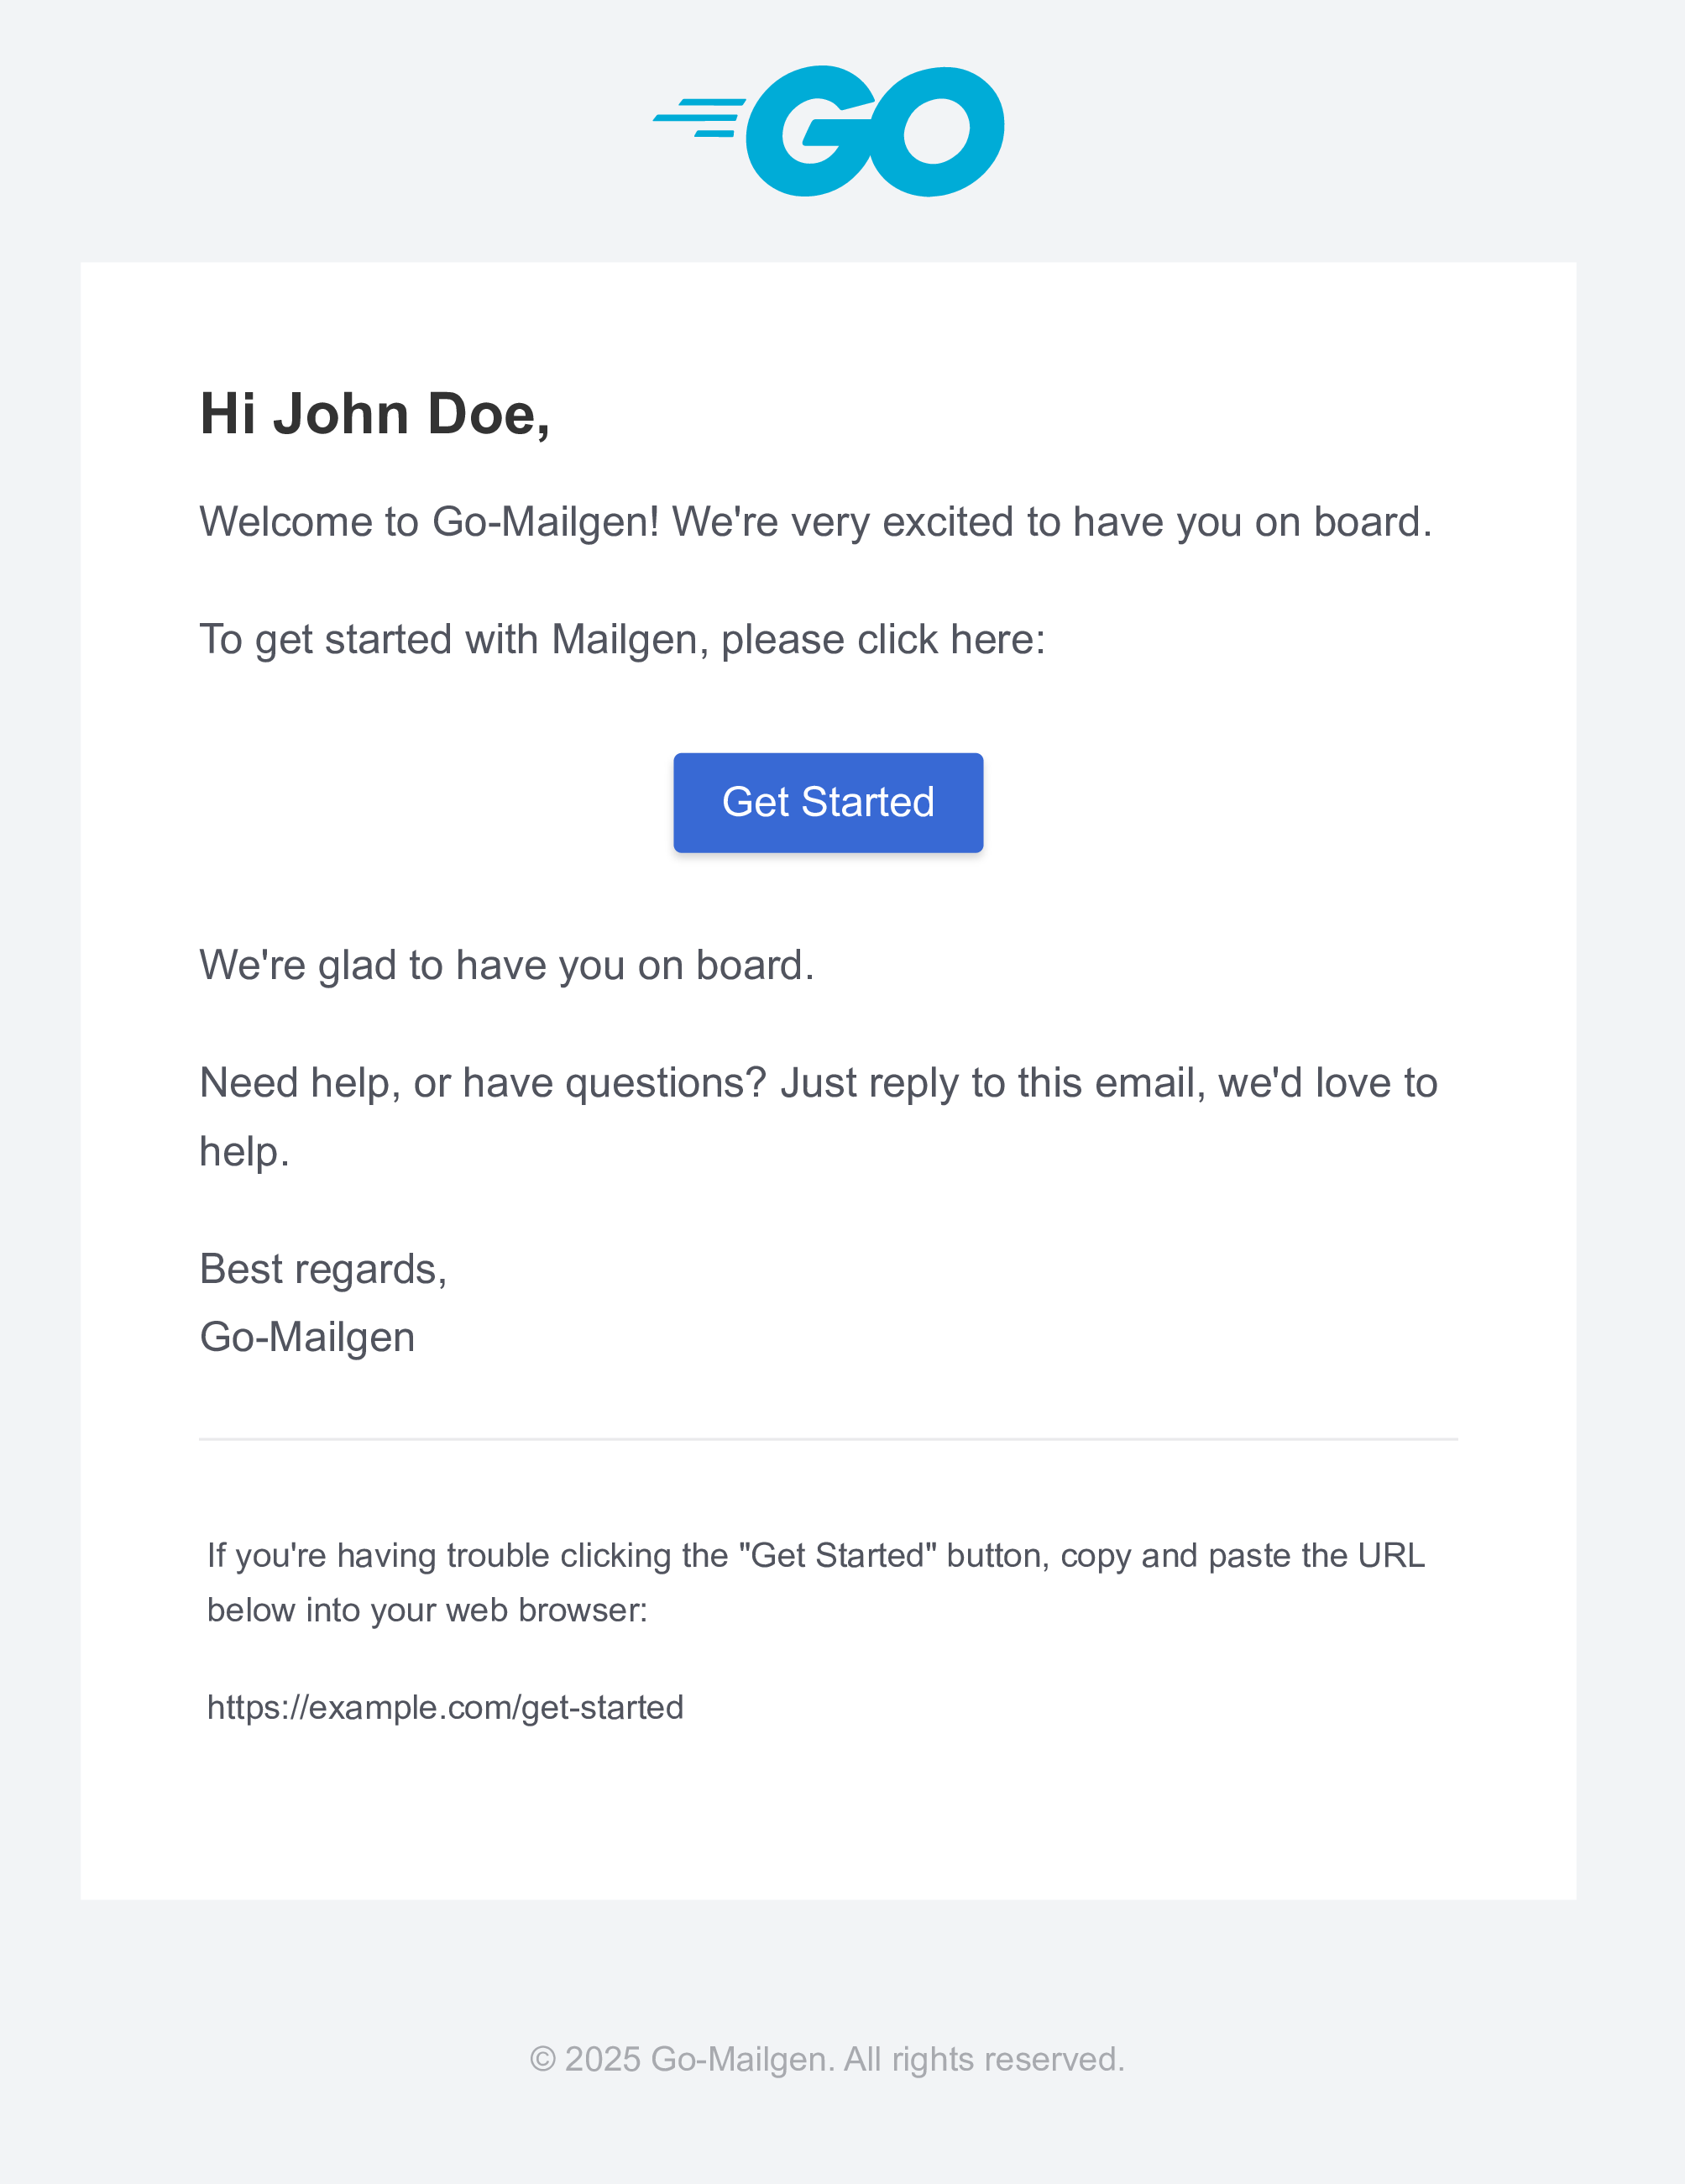 GO
Hi John Doe,
Welcome to Go-Mailgen! We're very excited to have you on board.
To get started with Mailgen, please click here:
Get Started
We're glad to have you on board.
Need help, or have questions? Just reply to this email, we'd love to
help.
Best regards,
Go-Mailgen
If you're having trouble clicking the "Get Started" button, copy and paste the URL
below into your web browser:
https://example.com/get-started
© 2025 Go-Mailgen. All rights reserved.